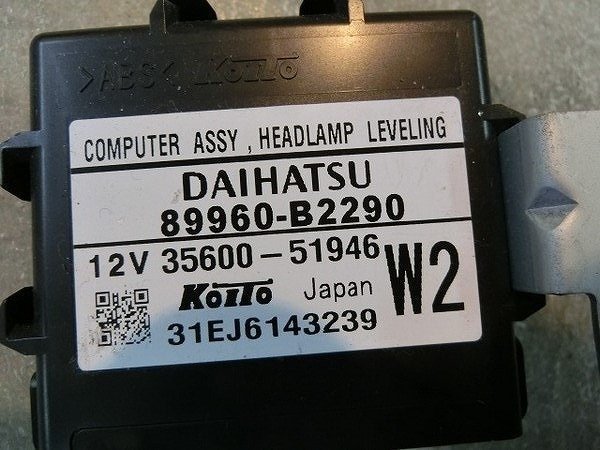 >ABS< KOITO
COMPUTER ASSY , HEADLAMP LEVELING
DAIHATSU
89960-B2290
12V 35600-51946
W2
KOITO Japan
31EJ6143239